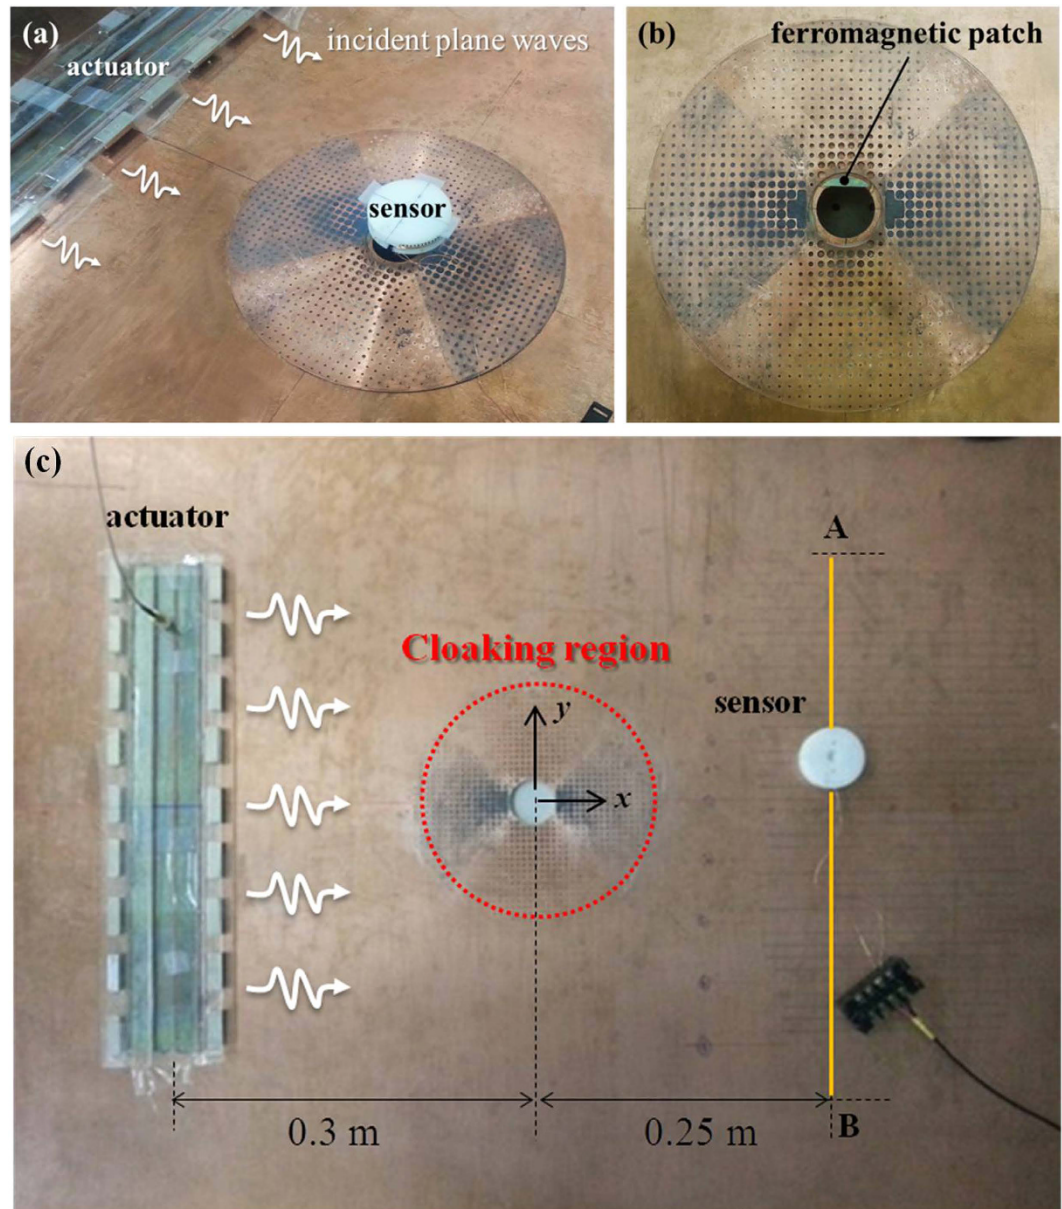 (a)
incident plane waves
actuator
sensor
(b)
ferromagnetic patch
(c)
actuator
A
Cloaking region
y
sensor
x
0.3 m
0.25 m
B